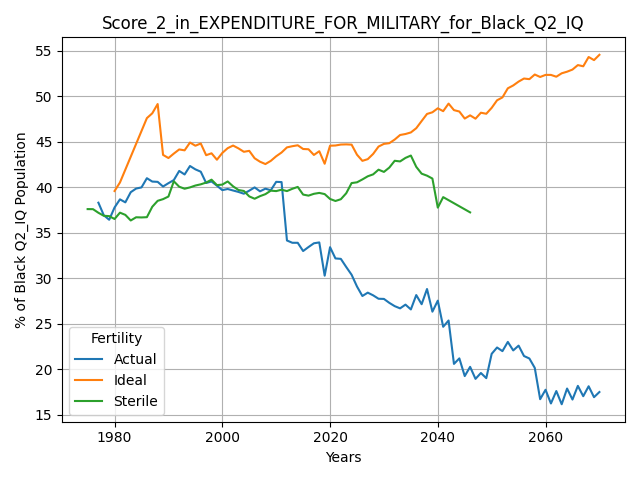 Score_2_in_EXPENDITURE_FOR_MILITARY_for_Black_Q2_IQ
% of Black Q2_IQ Population
55
50
45
40
35
30
25
20
15
Fertility
Actual
Ideal
Sterile
1980 2000 2020 2040 2060
Years